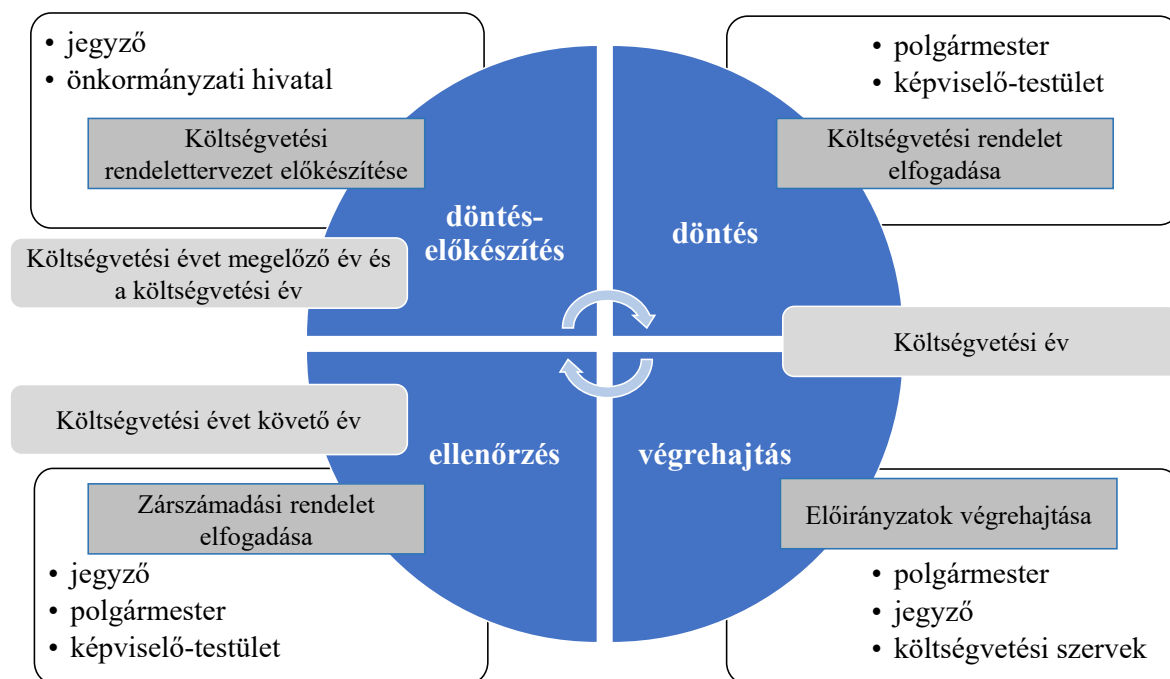 • jegyző
• önkormányzati hivatal
Költségvetési
rendelettervezet előkészítése
döntés-
előkészítés
Költségvetési évet megelőző év és
a költségvetési év
• polgármester
• képviselő-testület
Költségvetési rendelet
elfogadása
döntés
Költségvetési év
Költségvetési évet követő év
ellenőrzés
Zárszámadási rendelet
elfogadása
• jegyző
• polgármester
• képviselő-testület
végrehajtás
Előirányzatok végrehajtása
• polgármester
• jegyző
• költségvetési szervek